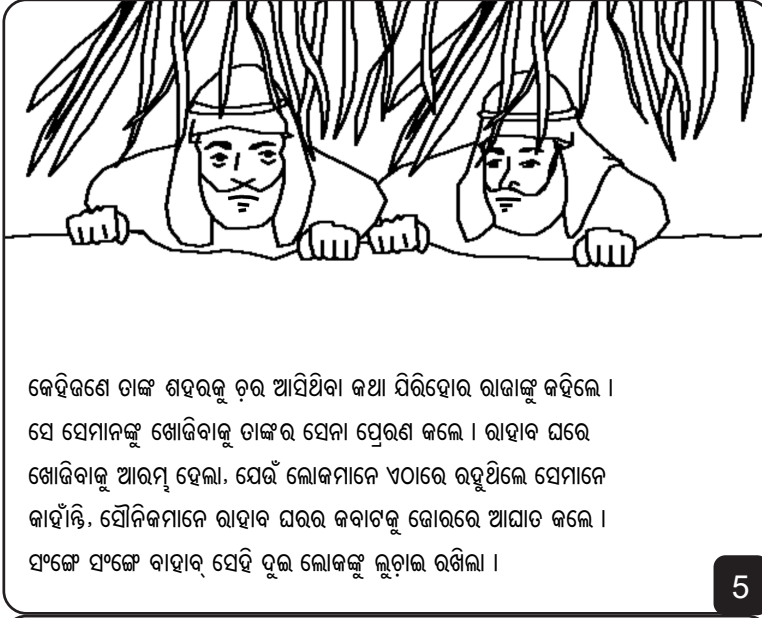 କେହିଜଣେ ତାଙ୍କ ଶହରକୁ ଚ଼ର ଆସିଥିବା କଥା ଯିରିହୋର ରାଜାଙ୍କୁ କହିଲେ ।
ସେ ସେମାନଙ୍କୁ ଖୋଜିବାକୁ ତାଙ୍କର ସେନା ପ୍ରେରଣ କଲେ । ରାହାବ ଘରେ
ଖୋଜିବାକୁ ଆରମ୍ଭ ହେଲା, ଯେଉଁ ଲୋକମାନେ ଏଠାରେ ରହୁଥିଲେ ସେମାନେ
କାହାଁନ୍ତି, ସୌନିକମାନେ ରାହାବ ଘରର କବାଟକୁ ଜୋରରେ ଆଘାତ କଲେ ।
ସଂଙ୍ଗେ ସଂଙ୍ଗେ ବାହାବ୍ ସେହି ଦୁଇ ଲୋକଙ୍କୁ ଲୁଚ଼ାଇ ରଖିଲା ।
5